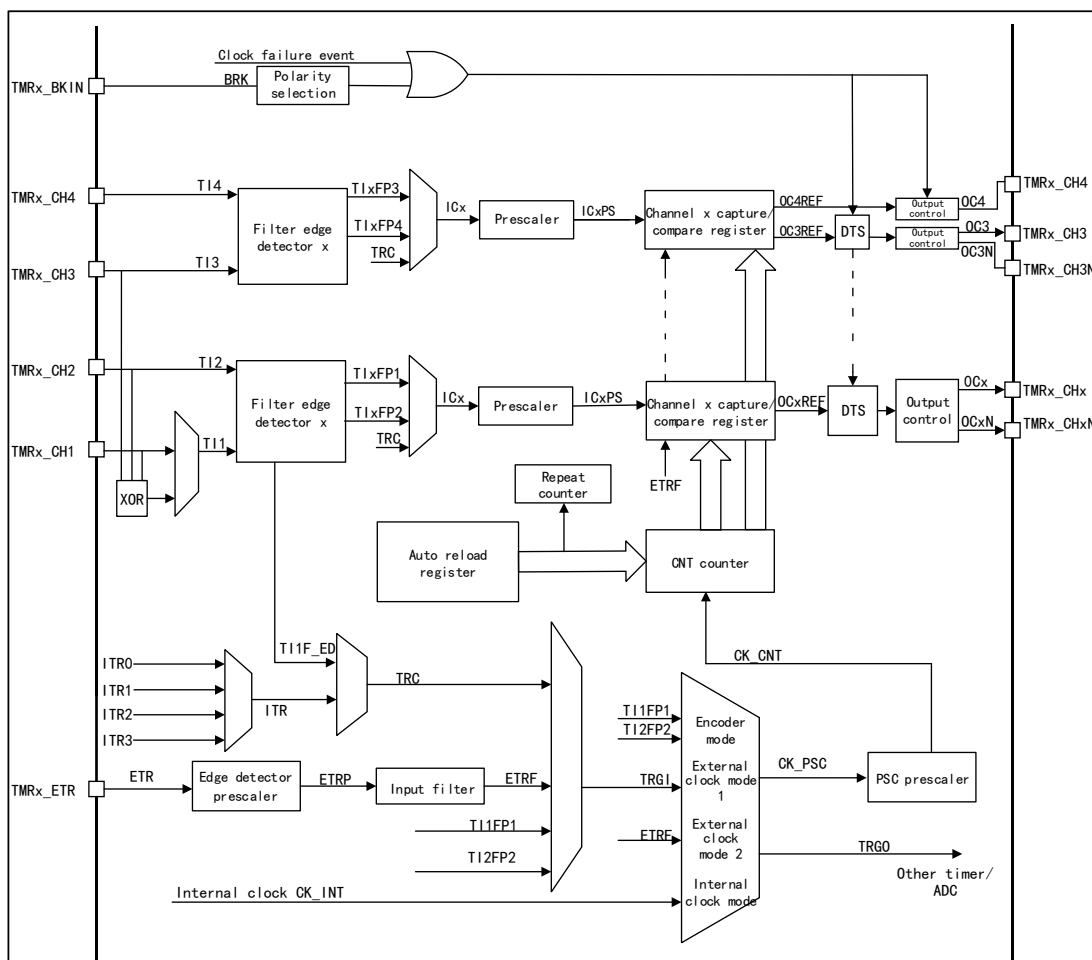 Clock failure event
TMRx_BKIN
BRK
Polarity
selection
TMRx_CH4
TI4
TIxFP3
ICx
ICxPS
Prescaler
Filter edge
detector x
TIxFP4
TRC
Channel x capture/
compare register
OC4REF
OC3REF
DTS
Output
control
OC4
TMRx_CH4
Output
control
OC3
TMRx_CH3
OC3N
TMRx_CH3N
TMRx_CH3
TI3
TMRx_CH2
TI2
TIxFP1
ICx
ICxPS
Prescaler
Filter edge
detector x
TIxFP2
TRC
Channel x capture/
compare register
OCxREF
DTS
Output
control
OCx
TMRx_CHx
OCxN
TMRx_CHxN
TMRx_CH1
TI1
XOR
ETRF
Repeat
counter
Auto reload
register
CNT counter
TI1F_ED
CK_CNT
ITR0
ITR1
ITR2
ITR3
ITR
TRC
TI1FP1
TI2FP2
Encoder
mode
TMRx_ETR
ETR
Edge detector
prescaler
ETRP
Input filter
ETRF
TRGI
External
clock mode
1
CK_PSC
PSC prescaler
TI1FP1
TI2FP2
ETRF
External
clock
mode 2
TRGO
Other timer/
ADC
Internal clock CK_INT
Internal
clock mode